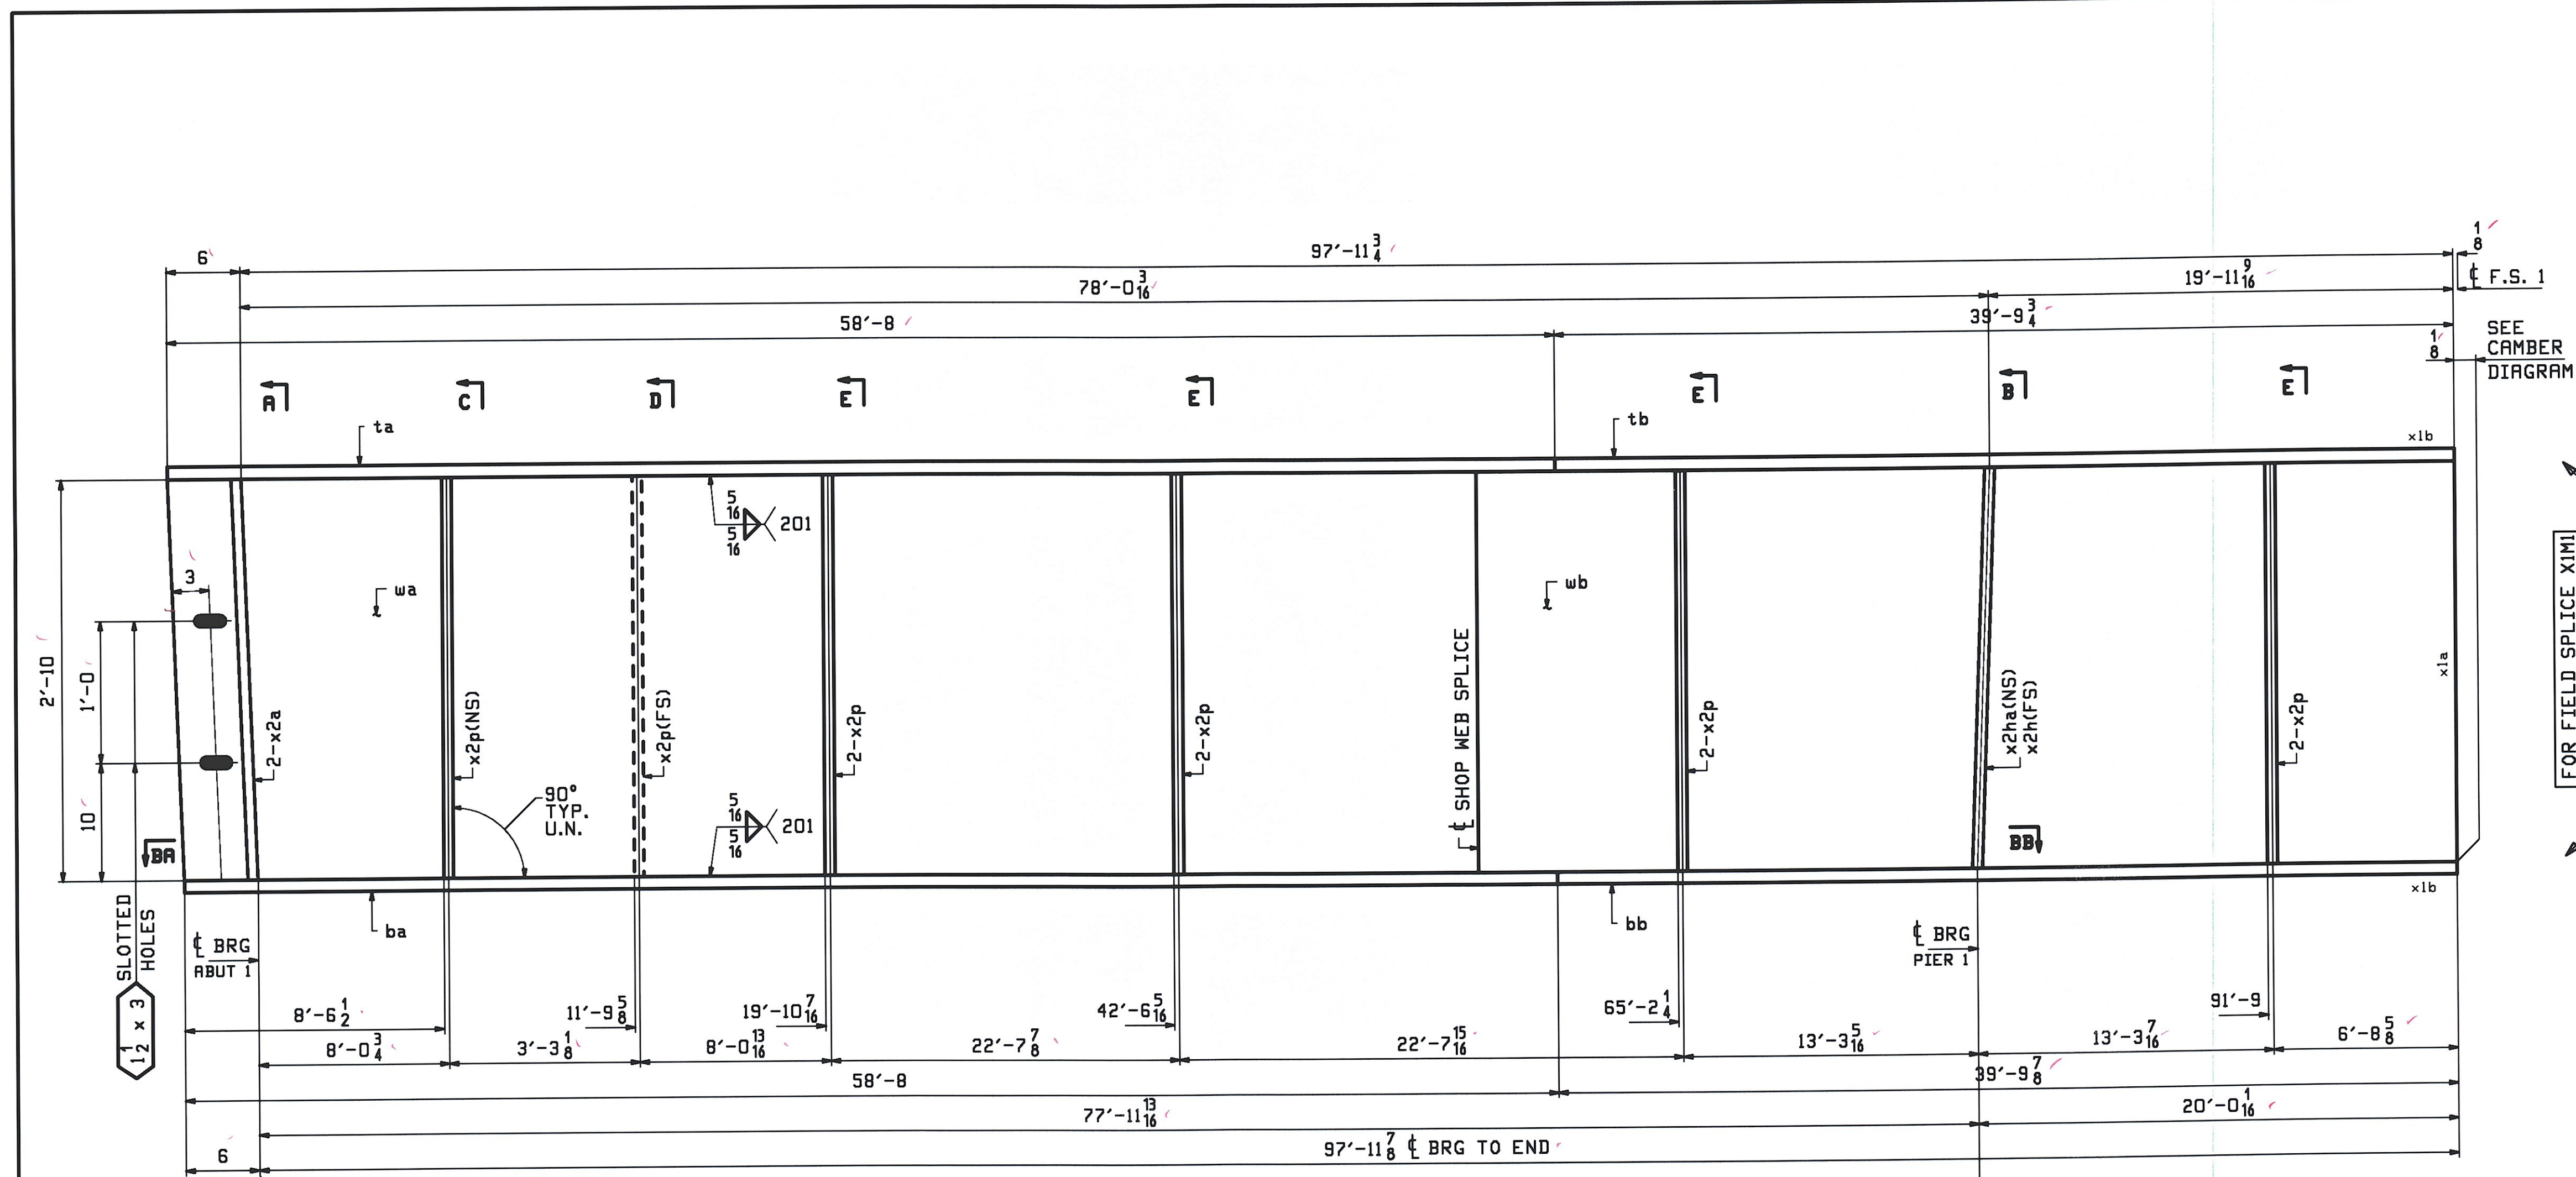 6
97'-11 3/4
1/8
78'-0 3/16
19'-11 9/16
℄ F.S. 1
58'-8
39'-9 3/4
1/8
SEE
CAMBER
DIAGRAM
A
C
D
E
E
E
B
E
ta
tb
x1b
5/16
5/16
201
3
wa
wb
2'-10
1'-0
10
2-x2a
x2p(NS)
x2p(FS)
2-x2p
2-x2p
℄ SHOP WEB SPLICE
2-x2p
x2ha(NS)
x2h(FS)
2-x2p
x1a
FOR FIELD SPLICE X1M1
90°
TYP.
U.N.
5/16
5/16
201
BA
BB
x1b
ba
bb
SLOTTED
HOLES
1 1/2 x 3
℄ BRG
ABUT 1
℄ BRG
PIER 1
8'-6 1/2
11'-9 5/8
19'-10 7/16
42'-6 5/16
65'-2 1/4
91'-9
8'-0 3/4
3'-3 1/8
8'-0 13/16
22'-7 7/8
22'-7 15/16
13'-3 5/16
13'-3 7/16
6'-8 5/8
58'-8
39'-9 7/8
77'-11 13/16
20'-0 1/16
6
97'-11 7/8 ℄ BRG TO END